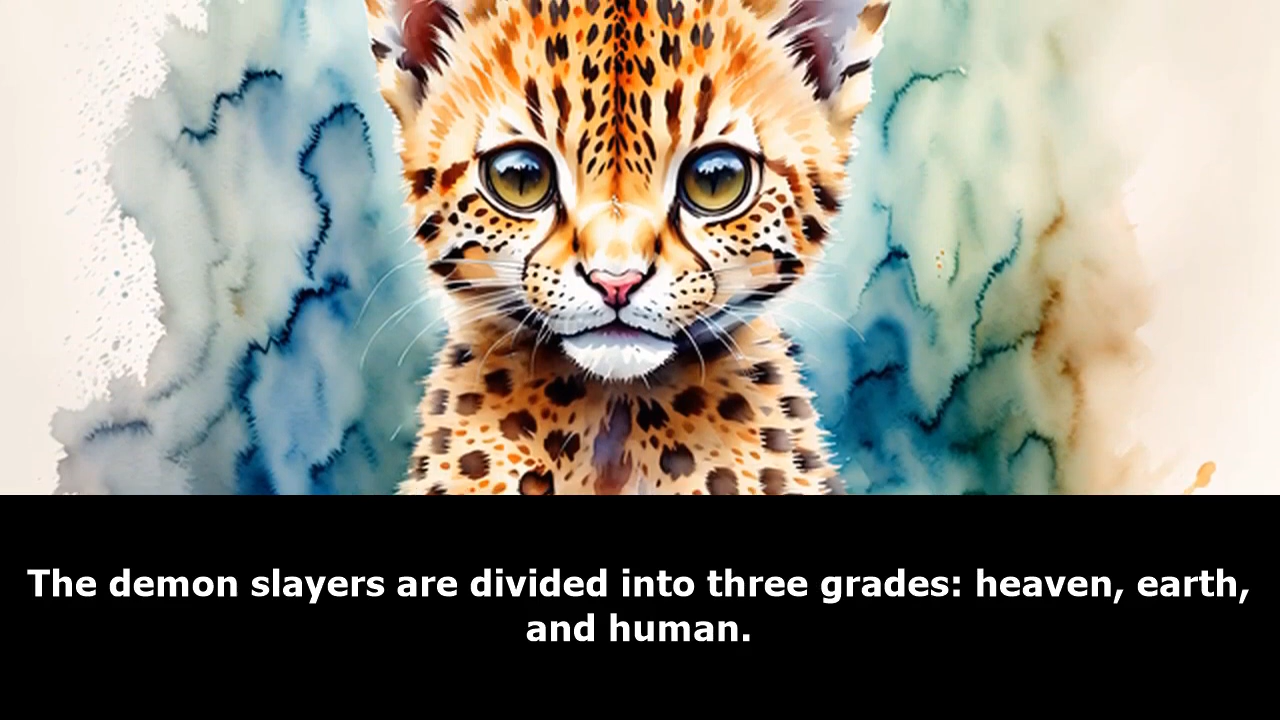 The demon slayers are divided into three grades: heaven, earth,
and human.